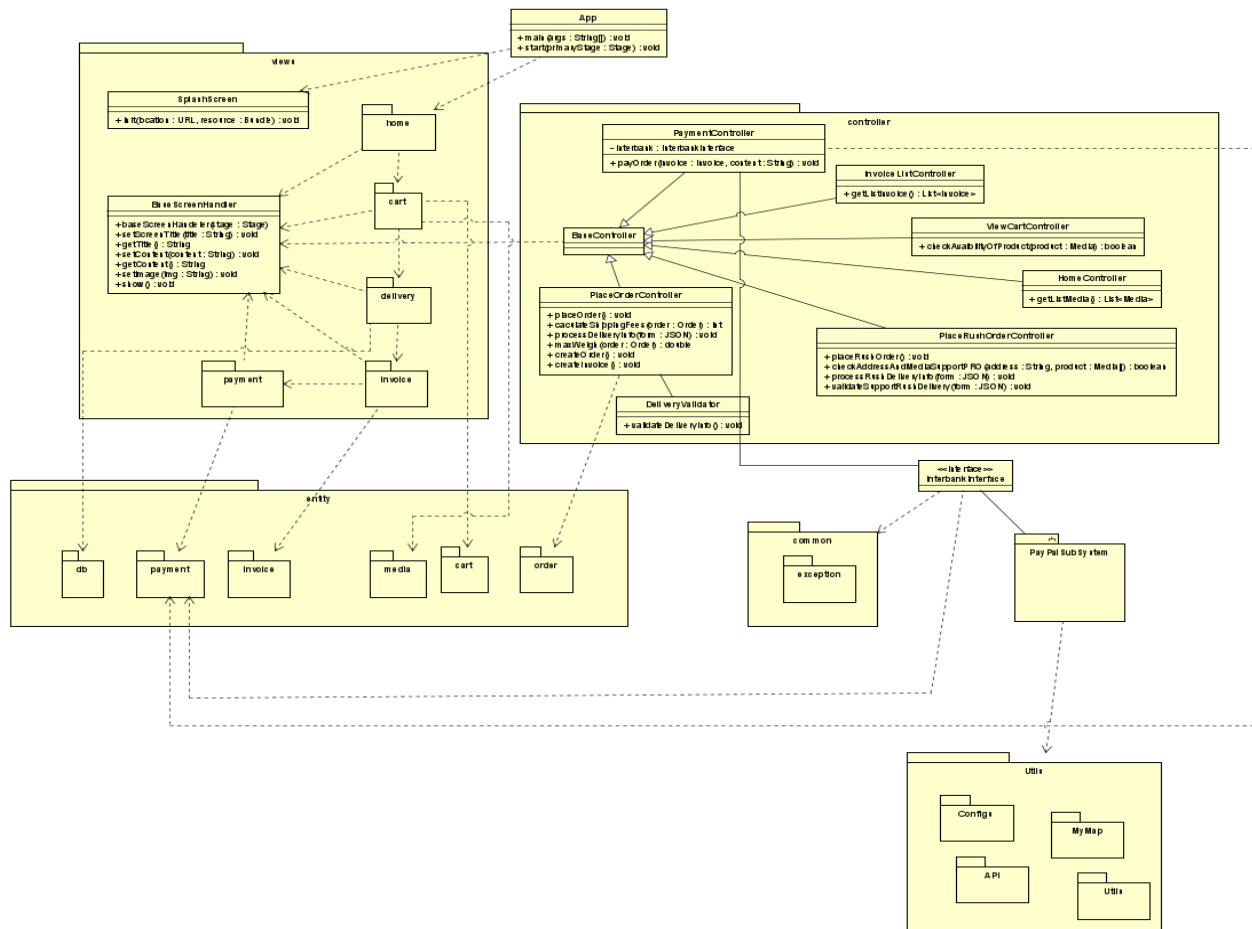 App
+ main(args : String[]) : void
+ start(primaryStage : Stage) : void
views
SplashScreen
+ init(location : URL, resource : Bundle) : void
home
BaseScreenHandler
+ baseScreenHandeler(stage : Stage)
+ setScreenTitle(title : String) : void
+ getTitle() : String
+ setContent(content : String) : void
+ getContent() : String
+ setImage(img : String) : void
+ show() : void
cart
delivery
payment
invoice
controller
PaymentController
- interbank : InterbankInterface
+ payOrder(invoice : Invoice, content : String) : void
InvoiceListController
+ getListInvoice() : List<Invoice>
BaseController
ViewCartController
+ checkAvaibilityOfProduct(product : Media) : boolean
HomeController
+ getListMedia() : List<Media>
PlaceOrderController
+ placeOrder() : void
+ caculateShippingFees(order : Order) : int
+ processDeliveryInfo(form : JSON) : void
+ maxWeigh(order : Order) : double
+ createOrder() : void
+ createInvoice() : void
PlaceRushOrderController
+ placeRushOrder() : void
+ checkAddressAndMediaSupportPRO(address : String, product : Media[]) : boolean
+ processRushDeliveryInfo(form : JSON) : void
+ validateSupportRushDelivery(form : JSON) : void
DeliveryValidator
+ validateDeliveryInfo() : void
<<interface>>
InterbankInterface
entity
db
payment
invoice
media
cart
order
common
exception
PayPalSubSystem
Utils
Configs
MyMap
API
Utils